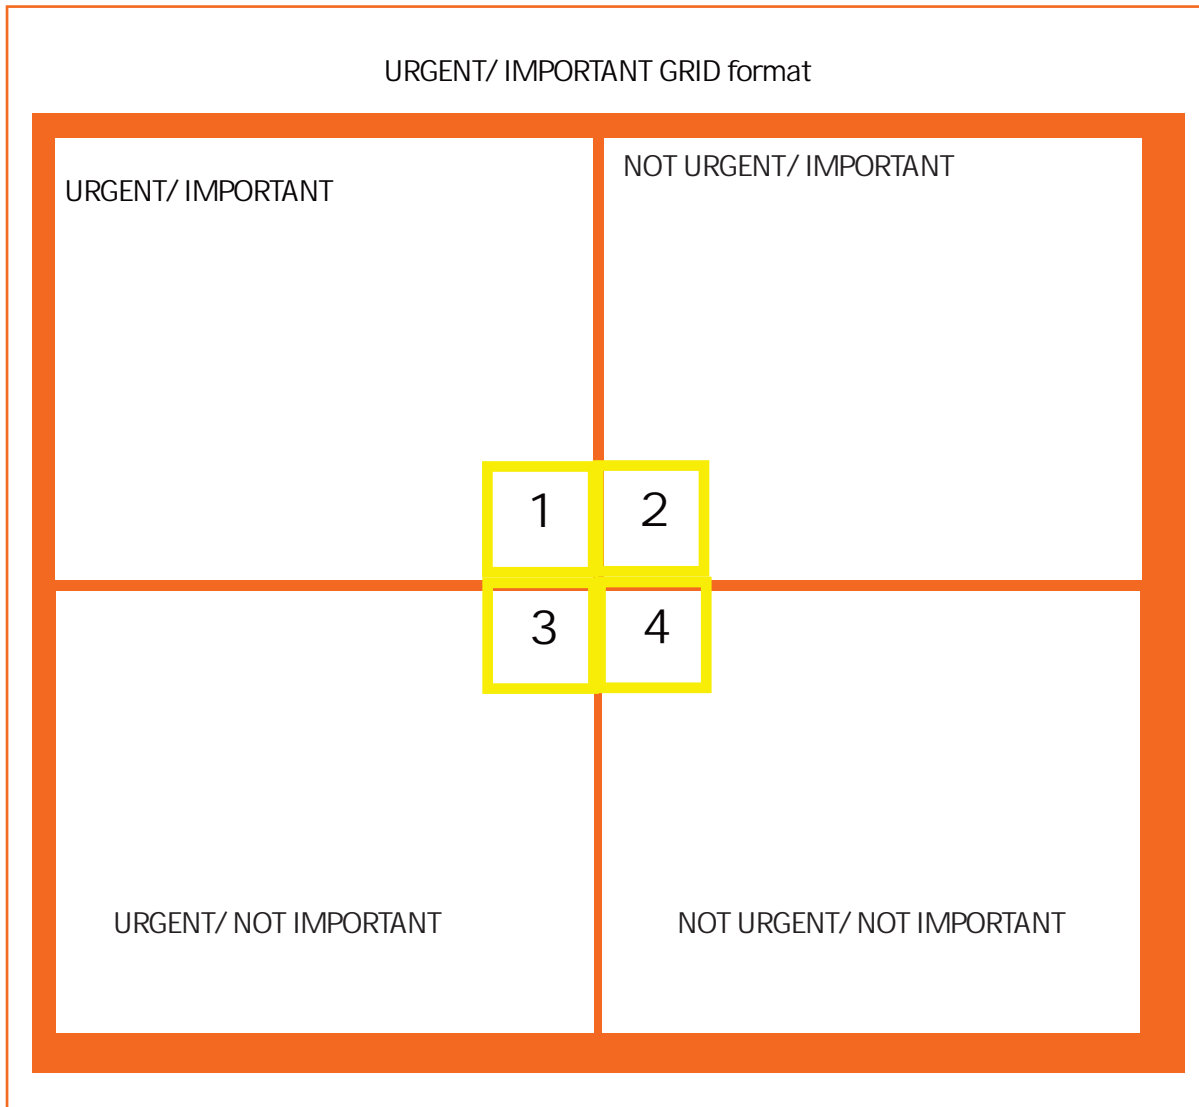 URGENT/ IMPORTANT GRID format
URGENT/ IMPORTANT
NOT URGENT/ IMPORTANT
1
2
3
4
URGENT/ NOT IMPORTANT
NOT URGENT/ NOT IMPORTANT